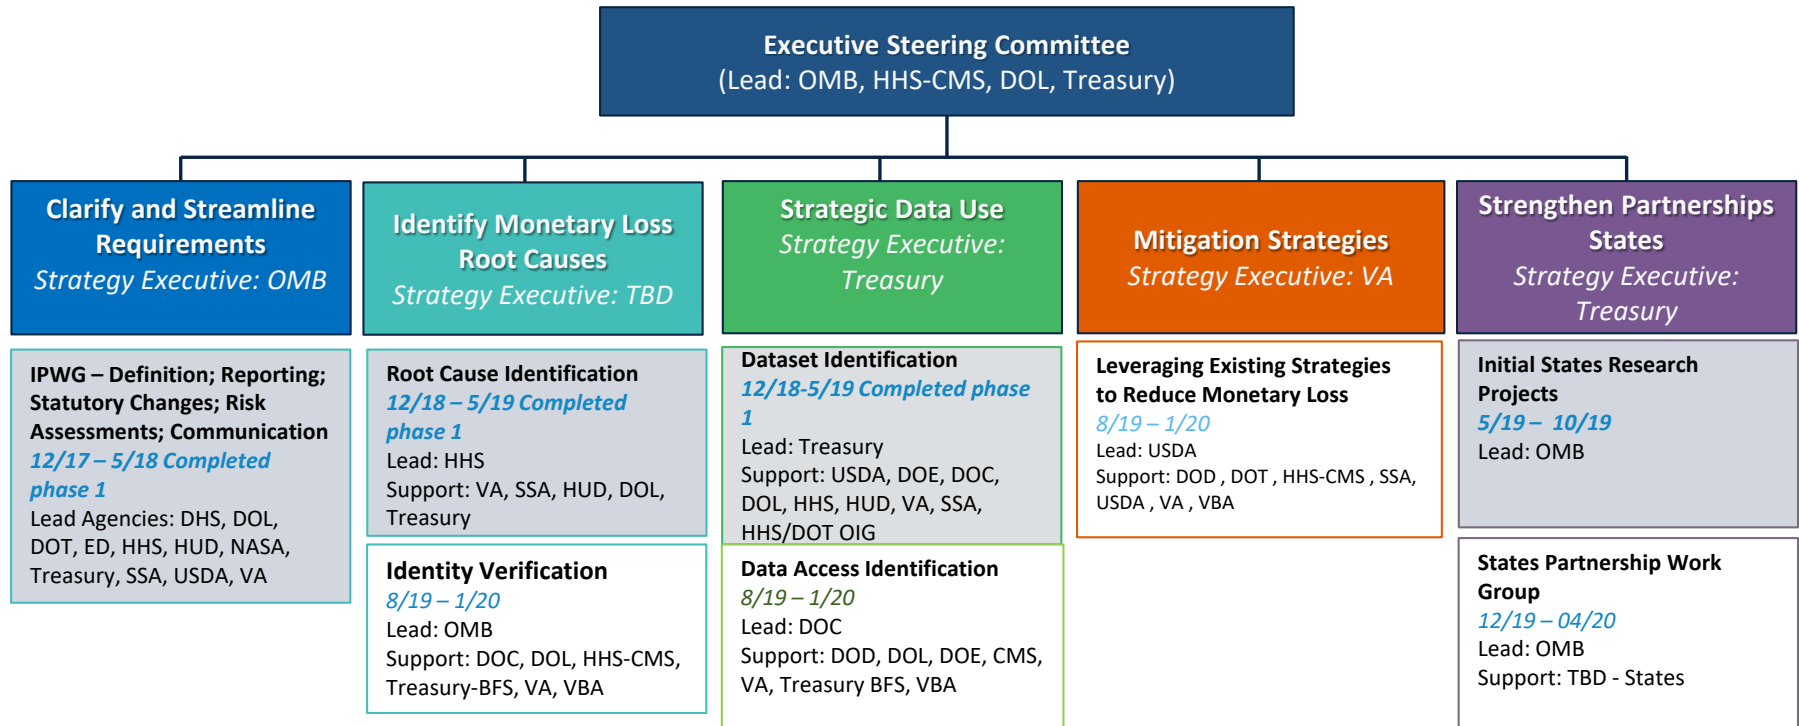 Executive Steering Committee
(Lead: OMB, HHS-CMS, DOL, Treasury)
Clarify and Streamline
Requirements
Strategy Executive: OMB
Identify Monetary Loss
Root Causes
Strategy Executive: TBD
Strategic Data Use
Strategy Executive:
Treasury
Mitigation Strategies
Strategy Executive: VA
Strengthen Partnerships
States
Strategy Executive:
Treasury
IPWG – Definition; Reporting;
Statutory Changes; Risk
Assessments; Communication
12/17 – 5/18 Completed
phase 1
Lead Agencies: DHS, DOL,
DOT, ED, HHS, HUD, NASA,
Treasury, SSA, USDA, VA
Root Cause Identification
12/18 – 5/19 Completed
phase 1
Lead: HHS
Support: VA, SSA, HUD, DOL,
Treasury
Identity Verification
8/19 – 1/20
Lead: OMB
Support: DOC, DOL, HHS-CMS,
Treasury-BFS, VA, VBA
Dataset Identification
12/18-5/19 Completed phase
1
Lead: Treasury
Support: USDA, DOE, DOC,
DOL, HHS, HUD, VA, SSA,
HHS/DOT OIG
Data Access Identification
8/19 – 1/20
Lead: DOC
Support: DOD, DOL, DOE, CMS,
VA, Treasury BFS, VBA
Leveraging Existing Strategies
to Reduce Monetary Loss
8/19 – 1/20
Lead: USDA
Support: DOD , DOT , HHS-CMS , SSA,
USDA , VA , VBA
Initial States Research
Projects
5/19 – 10/19
Lead: OMB
States Partnership Work
Group
12/19 – 04/20
Lead: OMB
Support: TBD - States